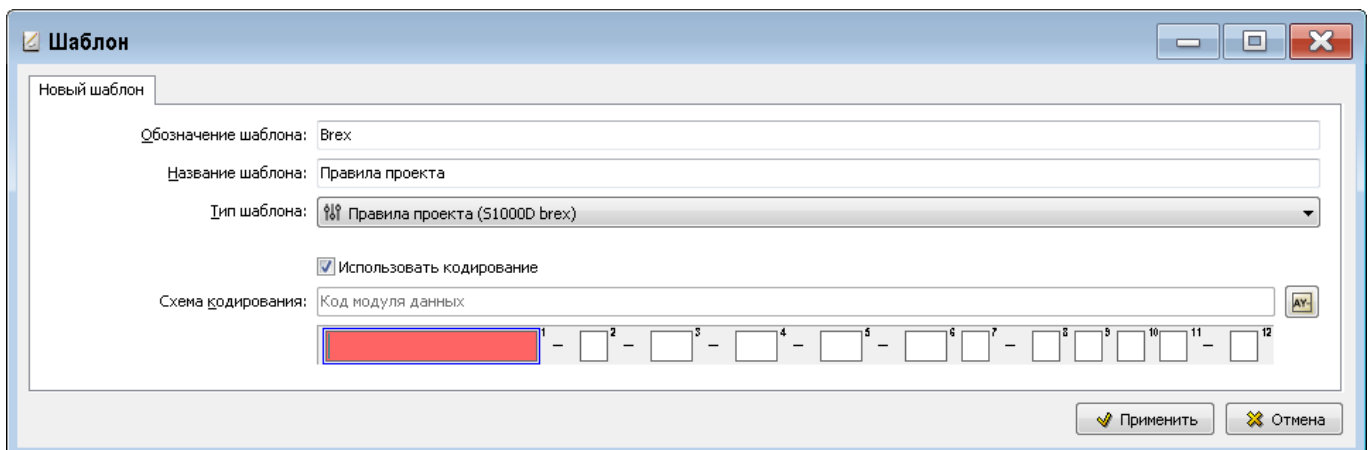 Шаблон
Новый шаблон
Обозначение шаблона: Brex
Название шаблона: Правила проекта
Тип шаблона: Правила проекта (S1000D brex)
Использовать кодирование
Схема кодирования: Код модуля данных AY-
1 – 2 – 3 – 4 – 5 – 6 7 – 8 9 10 11 – 12
Применить Отмена